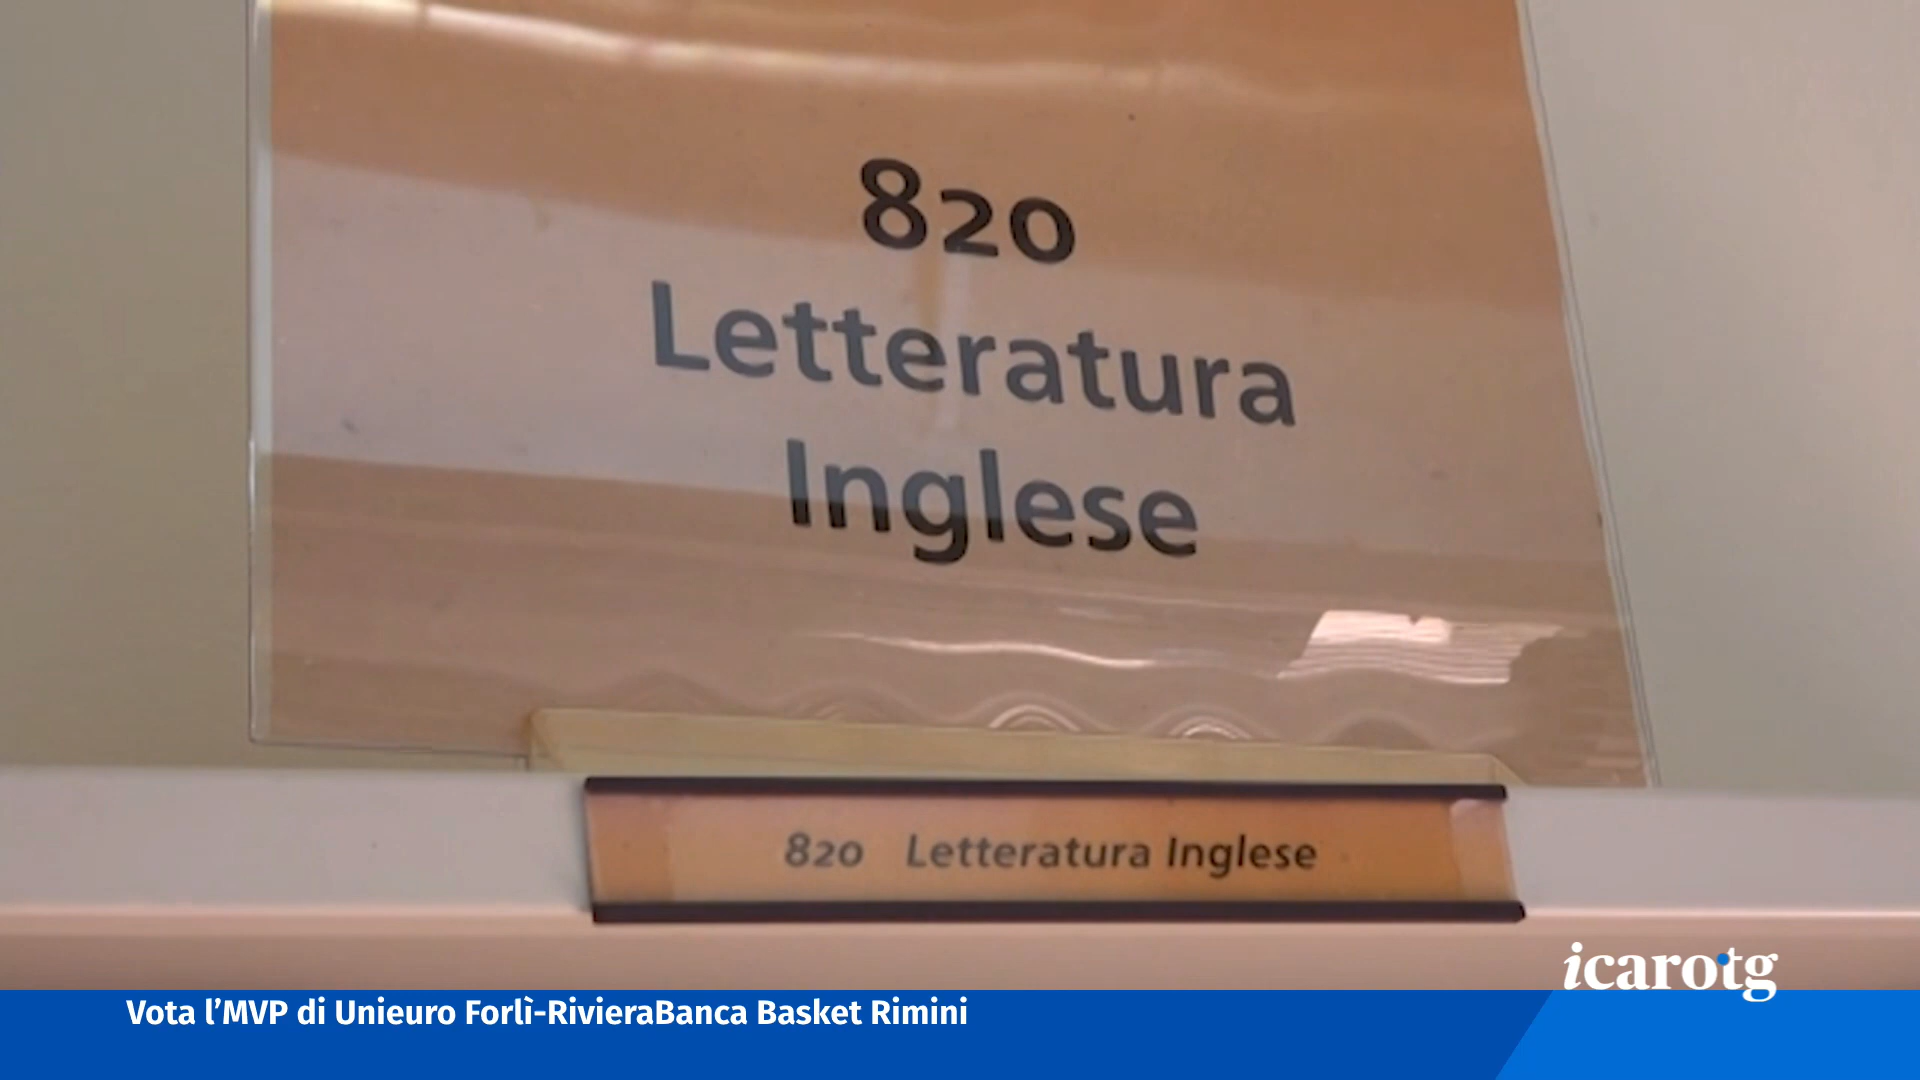 820
Letteratura
Inglese
820 Letteratura Inglese
icarotg
Vota l’MVP di Unieuro Forlì-RivieraBanca Basket Rimini